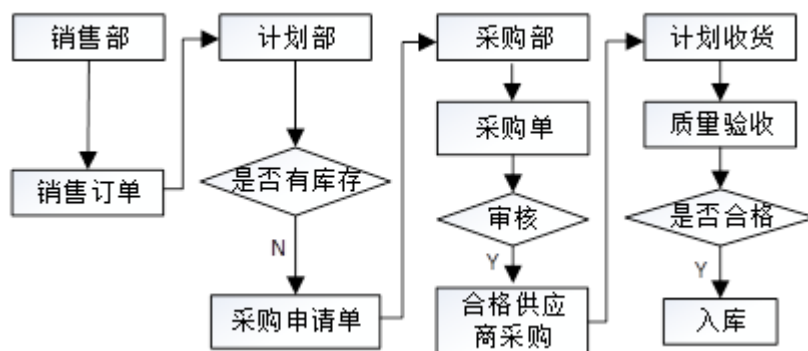 销售部
销售订单
计划部
是否有库存
N
采购申请单
采购部
采购单
审核
Y
合格供应
商采购
计划收货
质量验收
是否合格
Y
入库